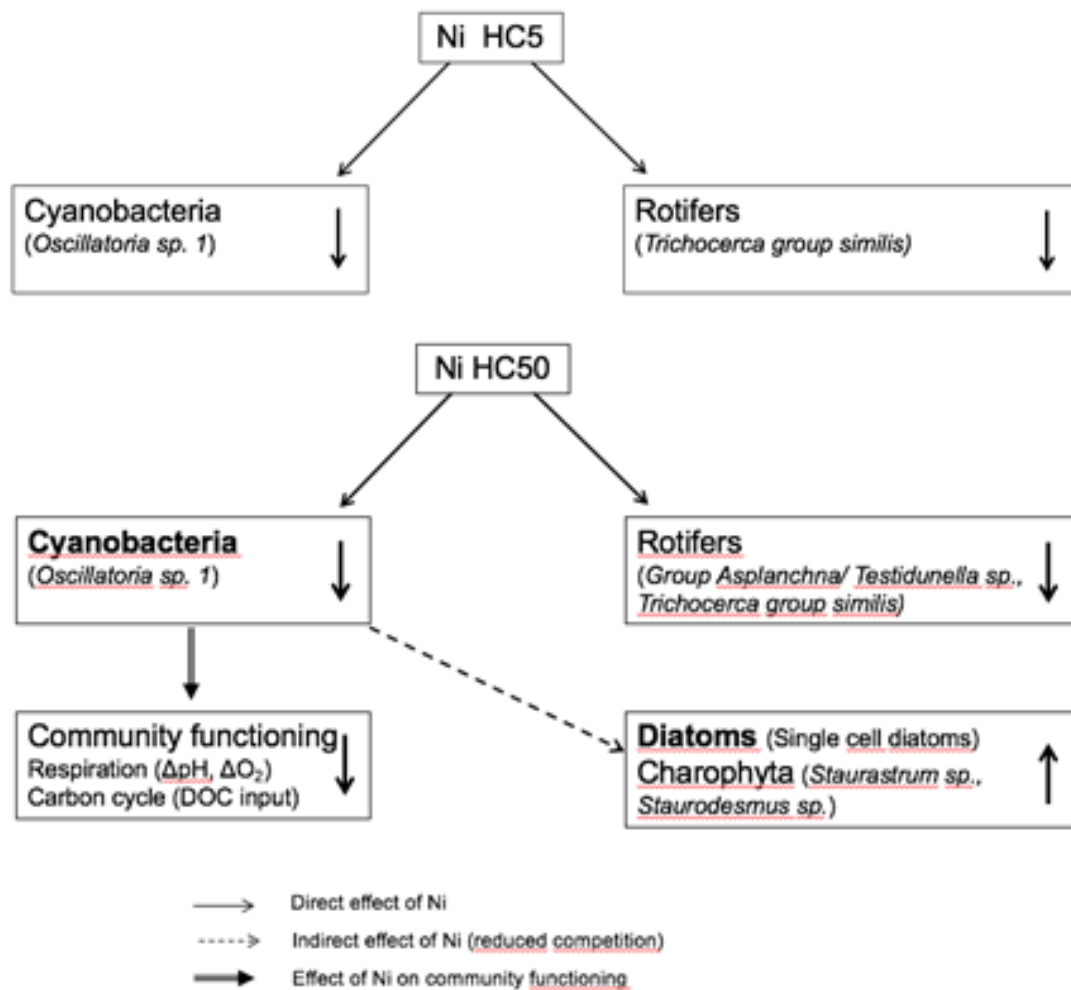 Ni HC5
Cyanobacteria
(Oscillatoria sp. 1)
Rotifers
(Trichocerca group similis)
Ni HC50
Cyanobacteria
(Oscillatoria sp. 1)
Rotifers
(Group Asplanchna/ Testidunella sp.,
Trichocerca group similis)
Community functioning
Respiration (ΔpH, ΔO₂)
Carbon cycle (DOC input)
Diatoms (Single cell diatoms)
Charophyta (Staurastrum sp.,
Staurodesmus sp.)
Direct effect of Ni
Indirect effect of Ni (reduced competition)
Effect of Ni on community functioning